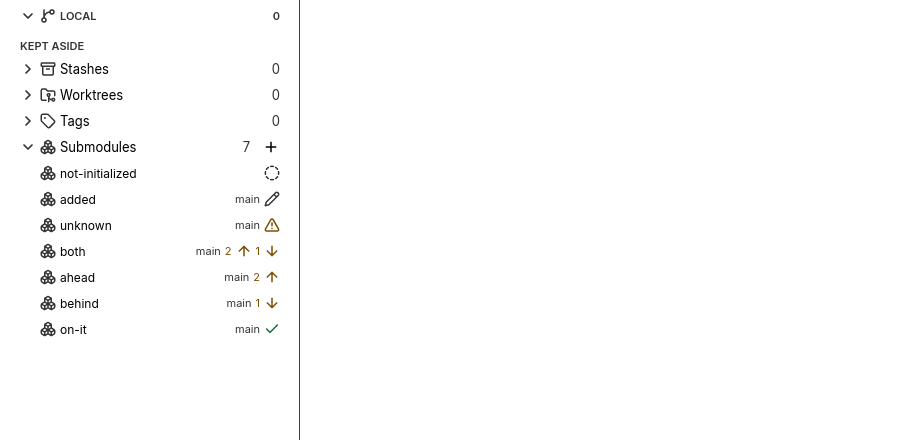 LOCAL 0
KEPT ASIDE
Stashes 0
Worktrees 0
Tags 0
Submodules 7
not-initialized
added main
unknown main
both main 2 1
ahead main 2
behind main 1
on-it main